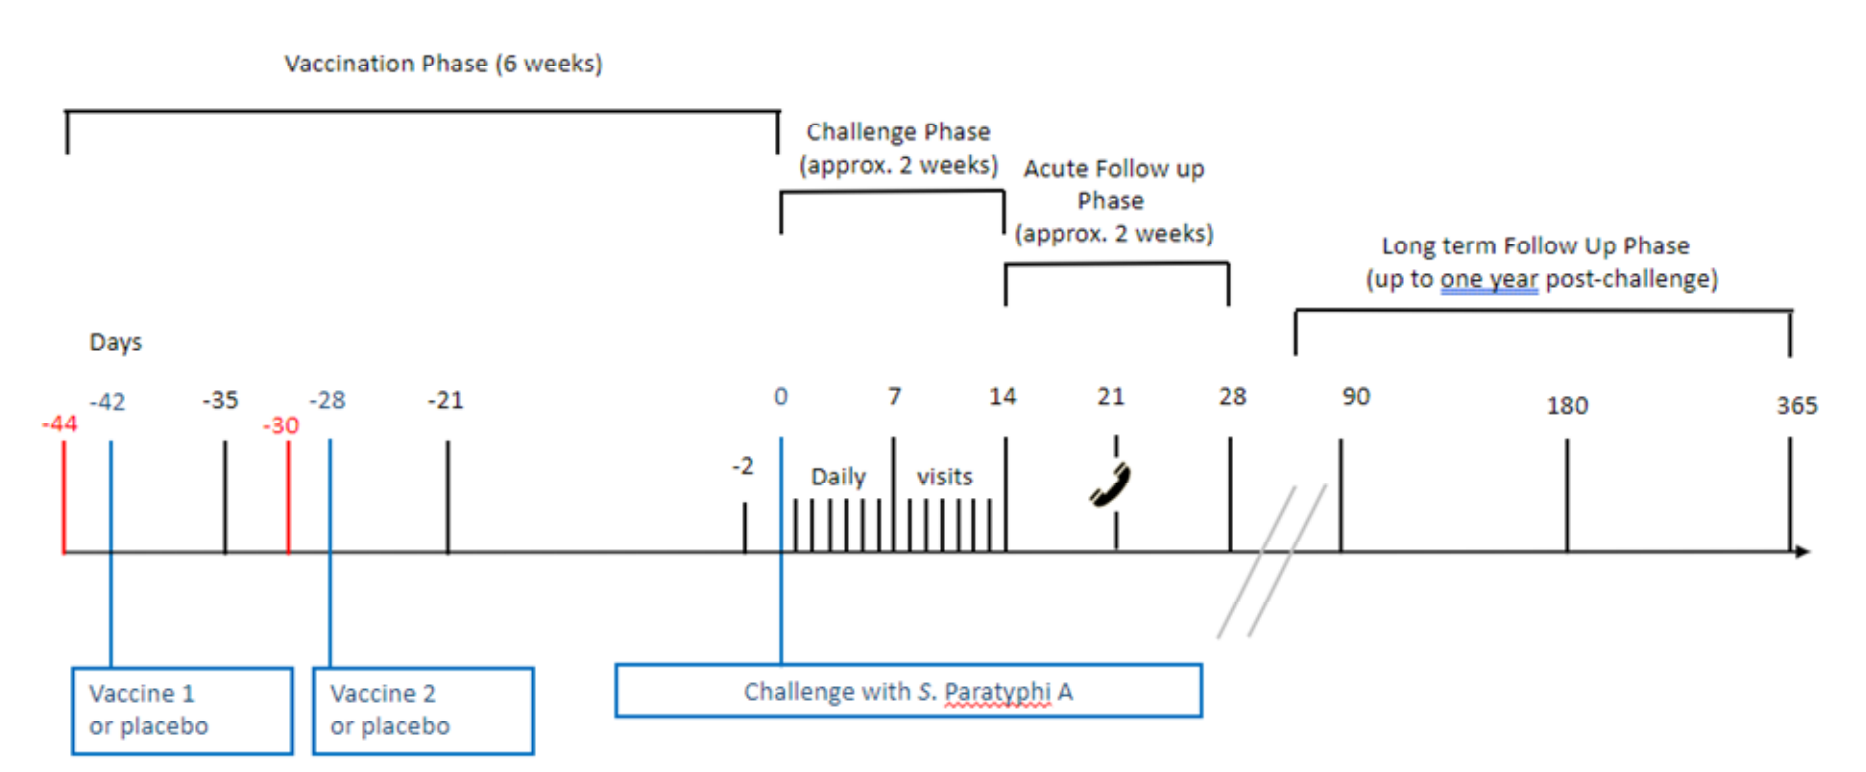 Vaccination Phase (6 weeks)
Challenge Phase
(approx. 2 weeks)
Acute Follow up
Phase
(approx. 2 weeks)
Long term Follow Up Phase
(up to one year post-challenge)
Days
-44
-42
-35
-30
-28
-21
-2
0
7
14
21
28
90
180
365
Daily visits
Vaccine 1
or placebo
Vaccine 2
or placebo
Challenge with S. Paratyphi A